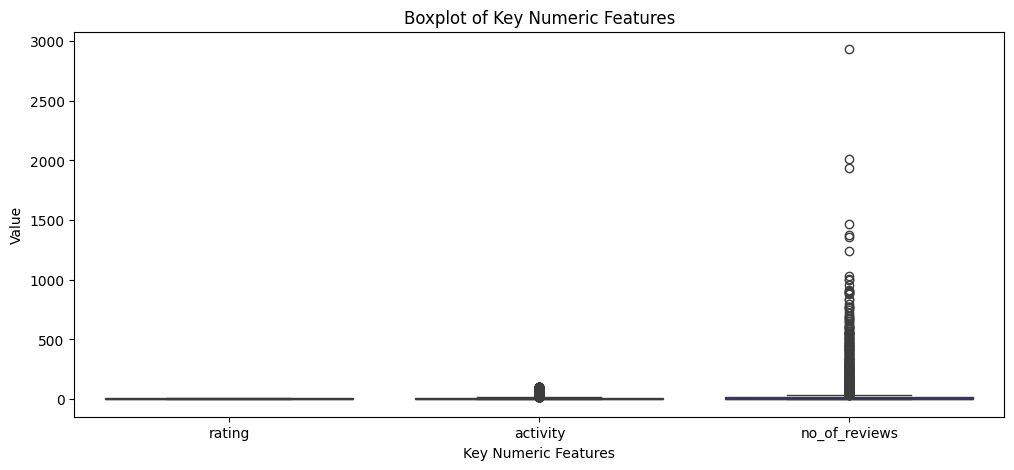 Boxplot of Key Numeric Features
3000
2500
2000
1500
1000
500
0
Value
rating
activity
no_of_reviews
Key Numeric Features